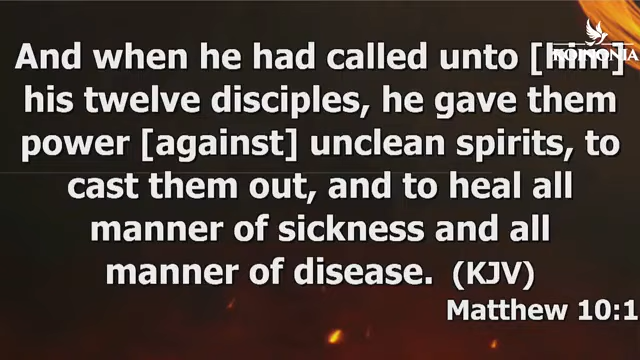 KOINONIA
And when he had called unto [him]
his twelve disciples, he gave them
power [against] unclean spirits, to
cast them out, and to heal all
manner of sickness and all
manner of disease. (KJV)
Matthew 10:1